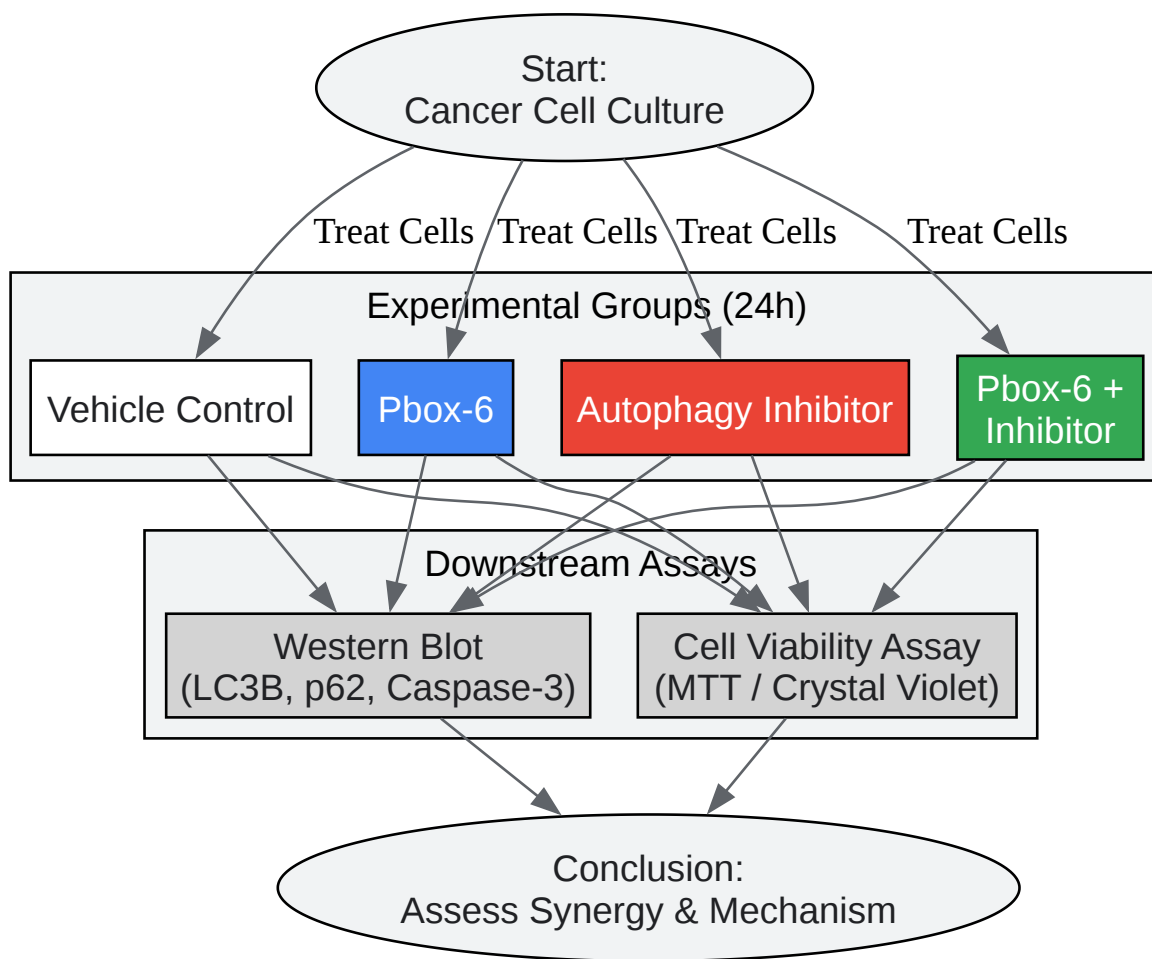 Start:
Cancer Cell Culture
Treat Cells
Treat Cells
Treat Cells
Treat Cells
Experimental Groups (24h)
Vehicle Control
Pbox-6
Autophagy Inhibitor
Pbox-6 +
Inhibitor
Downstream Assays
Western Blot
(LC3B, p62, Caspase-3)
Cell Viability Assay
(MTT / Crystal Violet)
Conclusion:
Assess Synergy & Mechanism